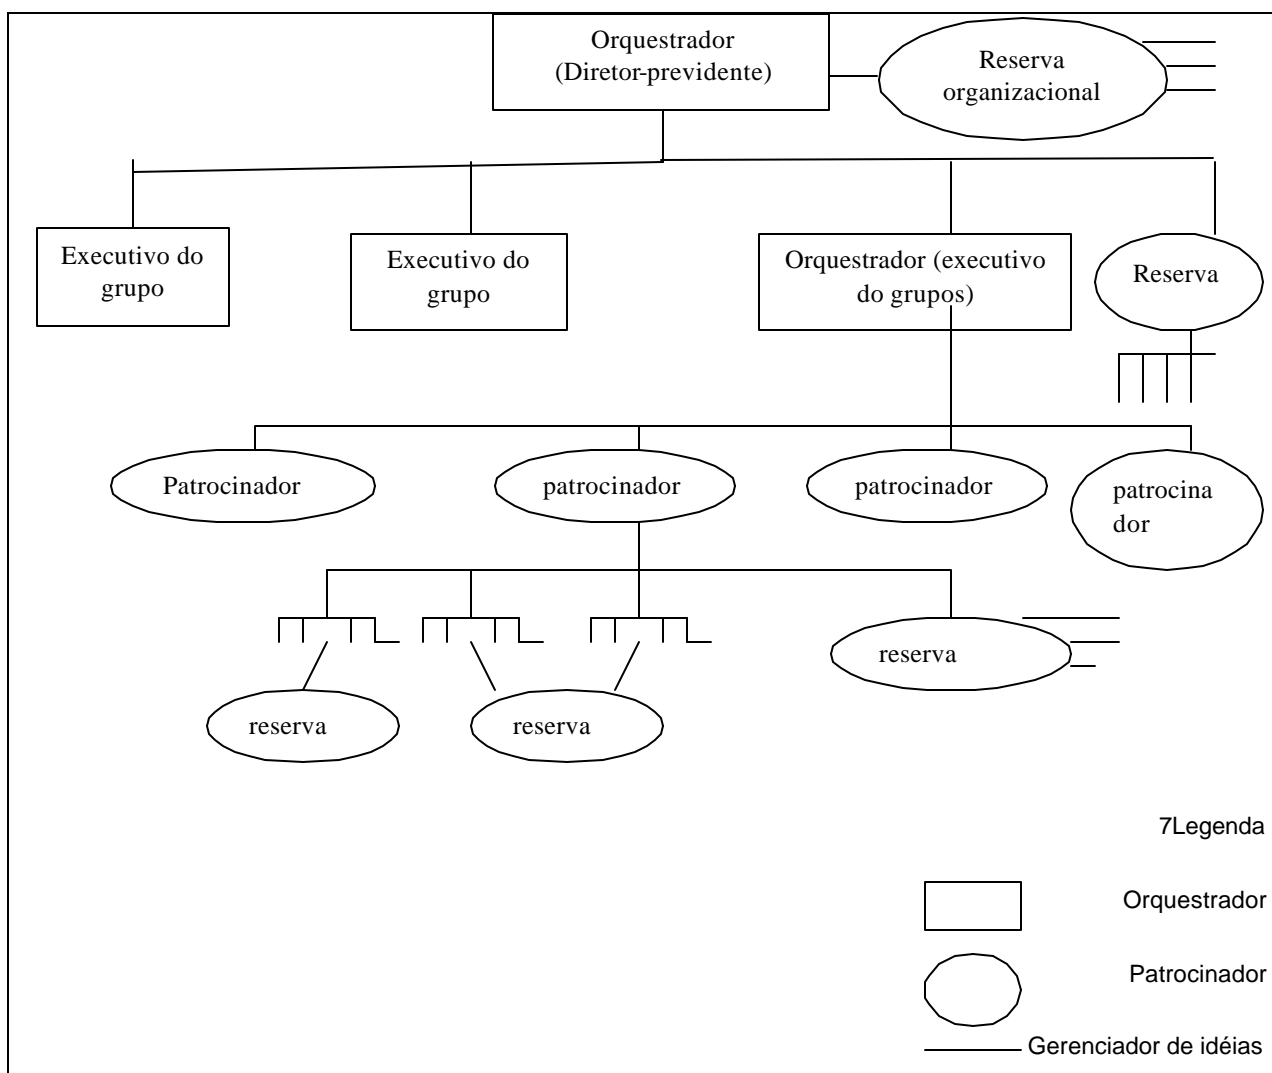 Orquestrador
(Diretor-previdente)
Reserva
organizacional
Executivo do
grupo
Executivo do
grupo
Orquestrador (executivo
do grupos)
Reserva
Patrocinador
patrocinador
patrocinador
patrocina
dor
reserva
reserva
reserva
7Legenda
Orquestrador
Patrocinador
Gerenciador de idéias